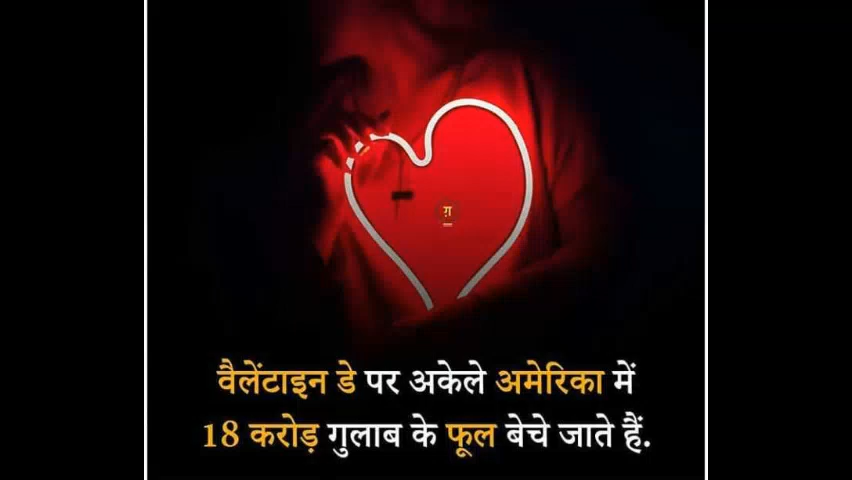 ग़
वैलेंटाइन डे पर अकेले अमेरिका में
18 करोड़ गुलाब के फूल बेचे जाते हैं.